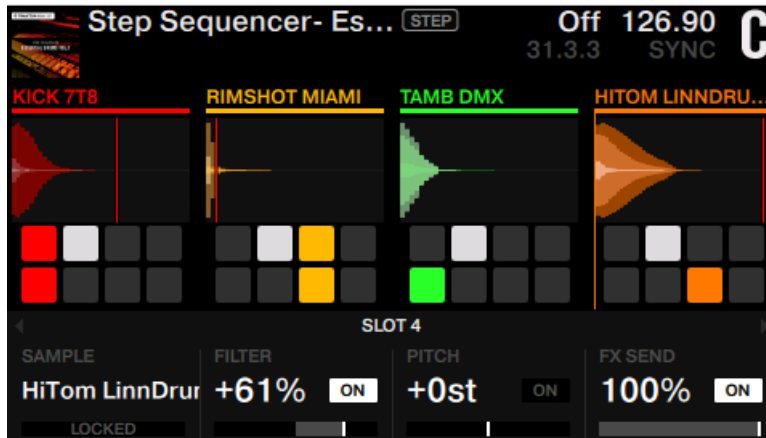 Step Sequencer- Es... STEP Off 126.90 C
31.3.3 SYNC
KICK 7T8 RIMSHOT MIAMI TAMB DMX HITOM LINNDRU...
SLOT 4
SAMPLE FILTER PITCH FX SEND
HiTom LinnDrur +61% ON +0st ON 100% ON
LOCKED